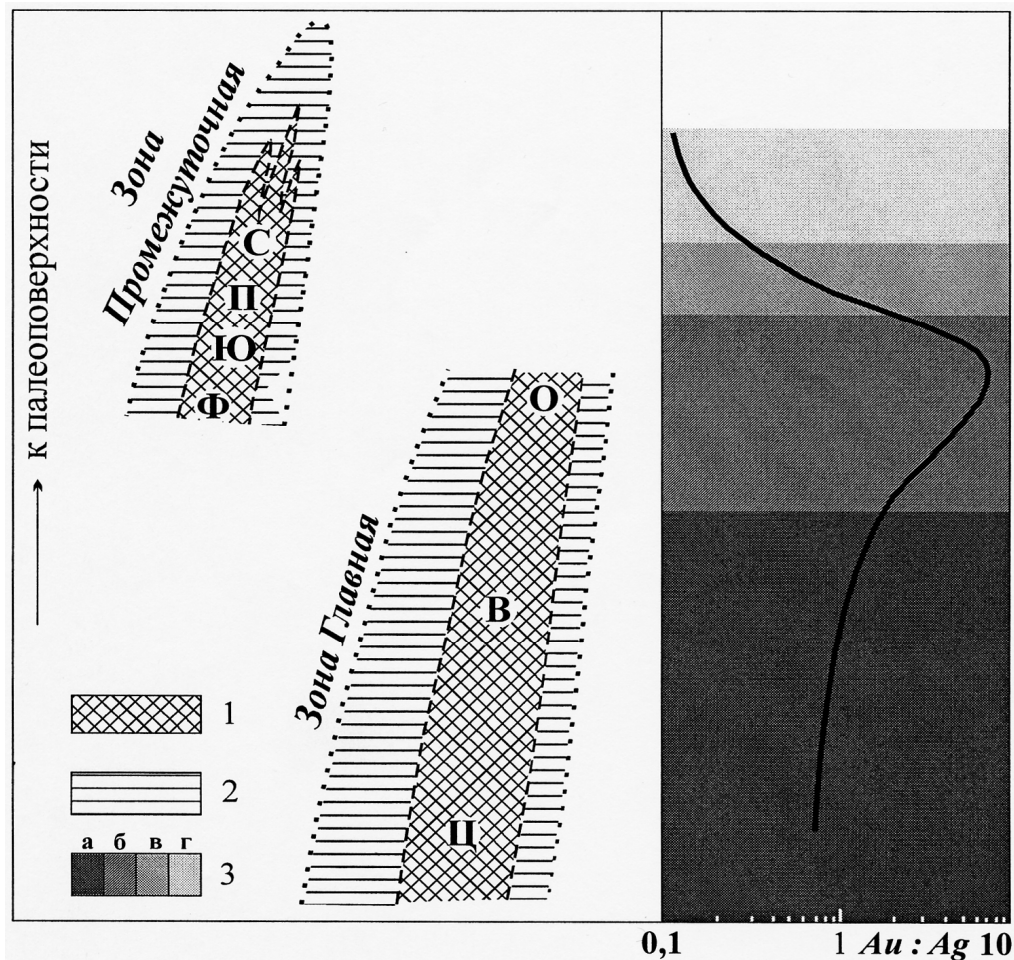 к палеоповерхности
Зона
Промежуточная
С
П
Ю
Ф
О
Зона Главная
В
Ц
1
2
а б в г
3
0,1 1 Au : Ag 10